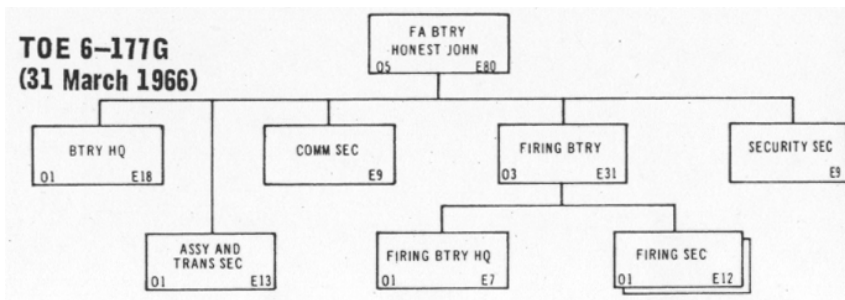 TOE 6-177G
(31 March 1966)
FA BTRY
HONEST JOHN
O5 E80
BTRY HQ
O1 E18
COMM SEC
E9
FIRING BTRY
O3 E31
SECURITY SEC
E9
ASSY AND
TRANS SEC
O1 E13
FIRING BTRY HQ
O1 E7
FIRING SEC
O1 E12